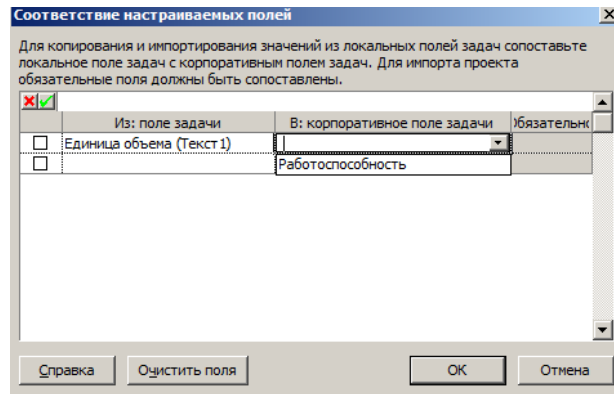 Соответствие настраиваемых полей
Для копирования и импортирования значений из локальных полей задач сопоставьте
локальное поле задач с корпоративным полем задач. Для импорта проекта
обязательные поля должны быть сопоставлены.
Из: поле задачи В: корпоративное поле задачи
Единица объема (Текст1)
Работоспособность
Справка Очистить поля ОК Отмена